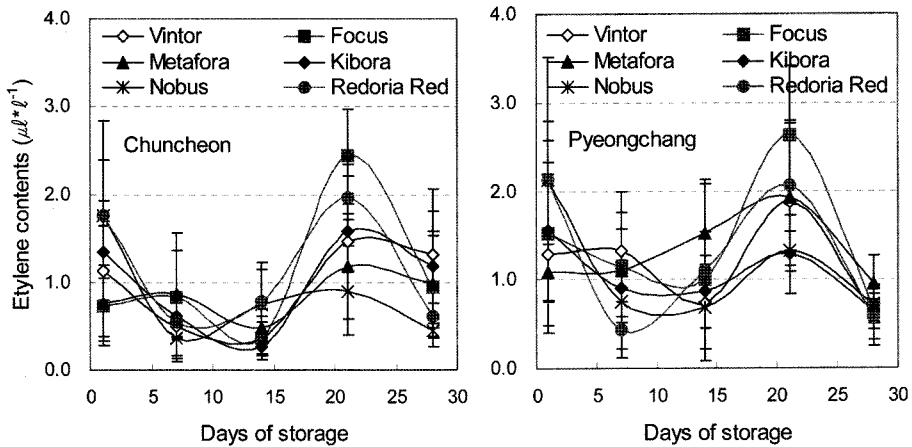 Etylene contents (μℓ*ℓ-1)
4.0
3.0
2.0
1.0
0.0
Vintor
Focus
Metafora
Kibora
Nobus
Redoria Red
Chuncheon
0 5 10 15 20 25 30
Days of storage
4.0
3.0
2.0
1.0
0.0
Vintor
Focus
Metafora
Kibora
Nobus
Redoria Red
Pyeongchang
0 5 10 15 20 25 30
Days of storage